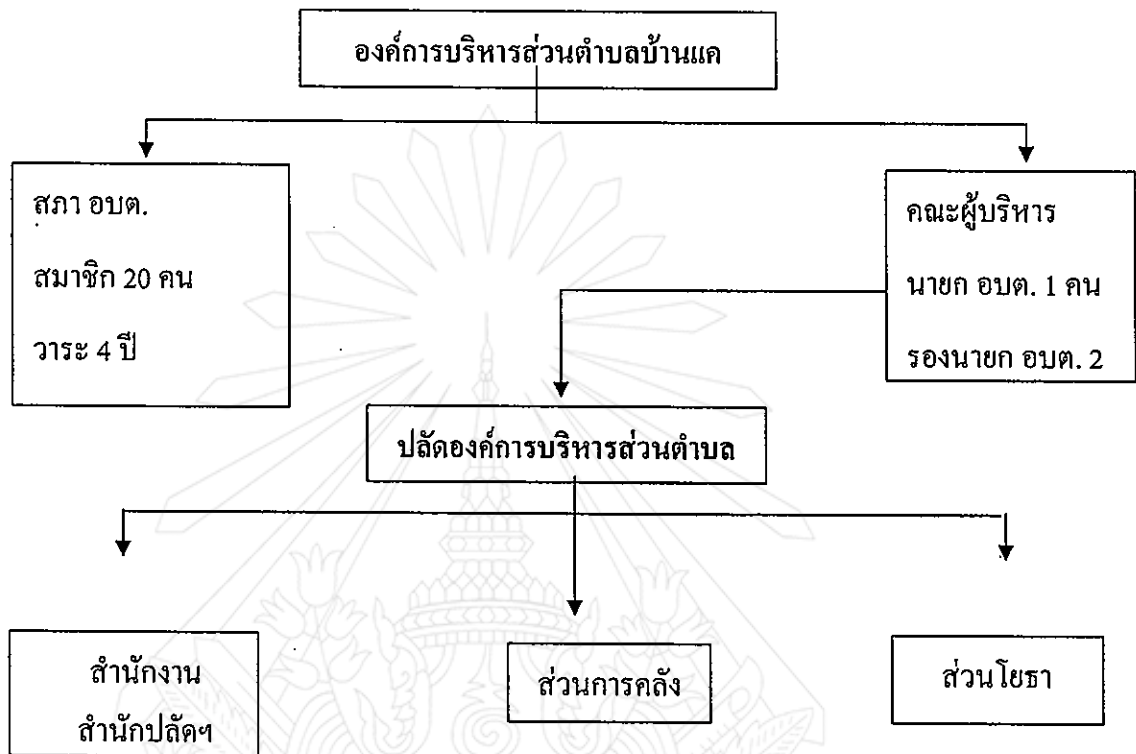 องค์การบริหารส่วนตำบลบ้านแค
สภา อบต.
สมาชิก 20 คน
วาระ 4 ปี
คณะผู้บริหาร
นายก อบต. 1 คน
รองนายก อบต. 2
ปลัดองค์การบริหารส่วนตำบล
สำนักงาน
สำนักปลัดฯ
ส่วนการคลัง
ส่วนโยธา